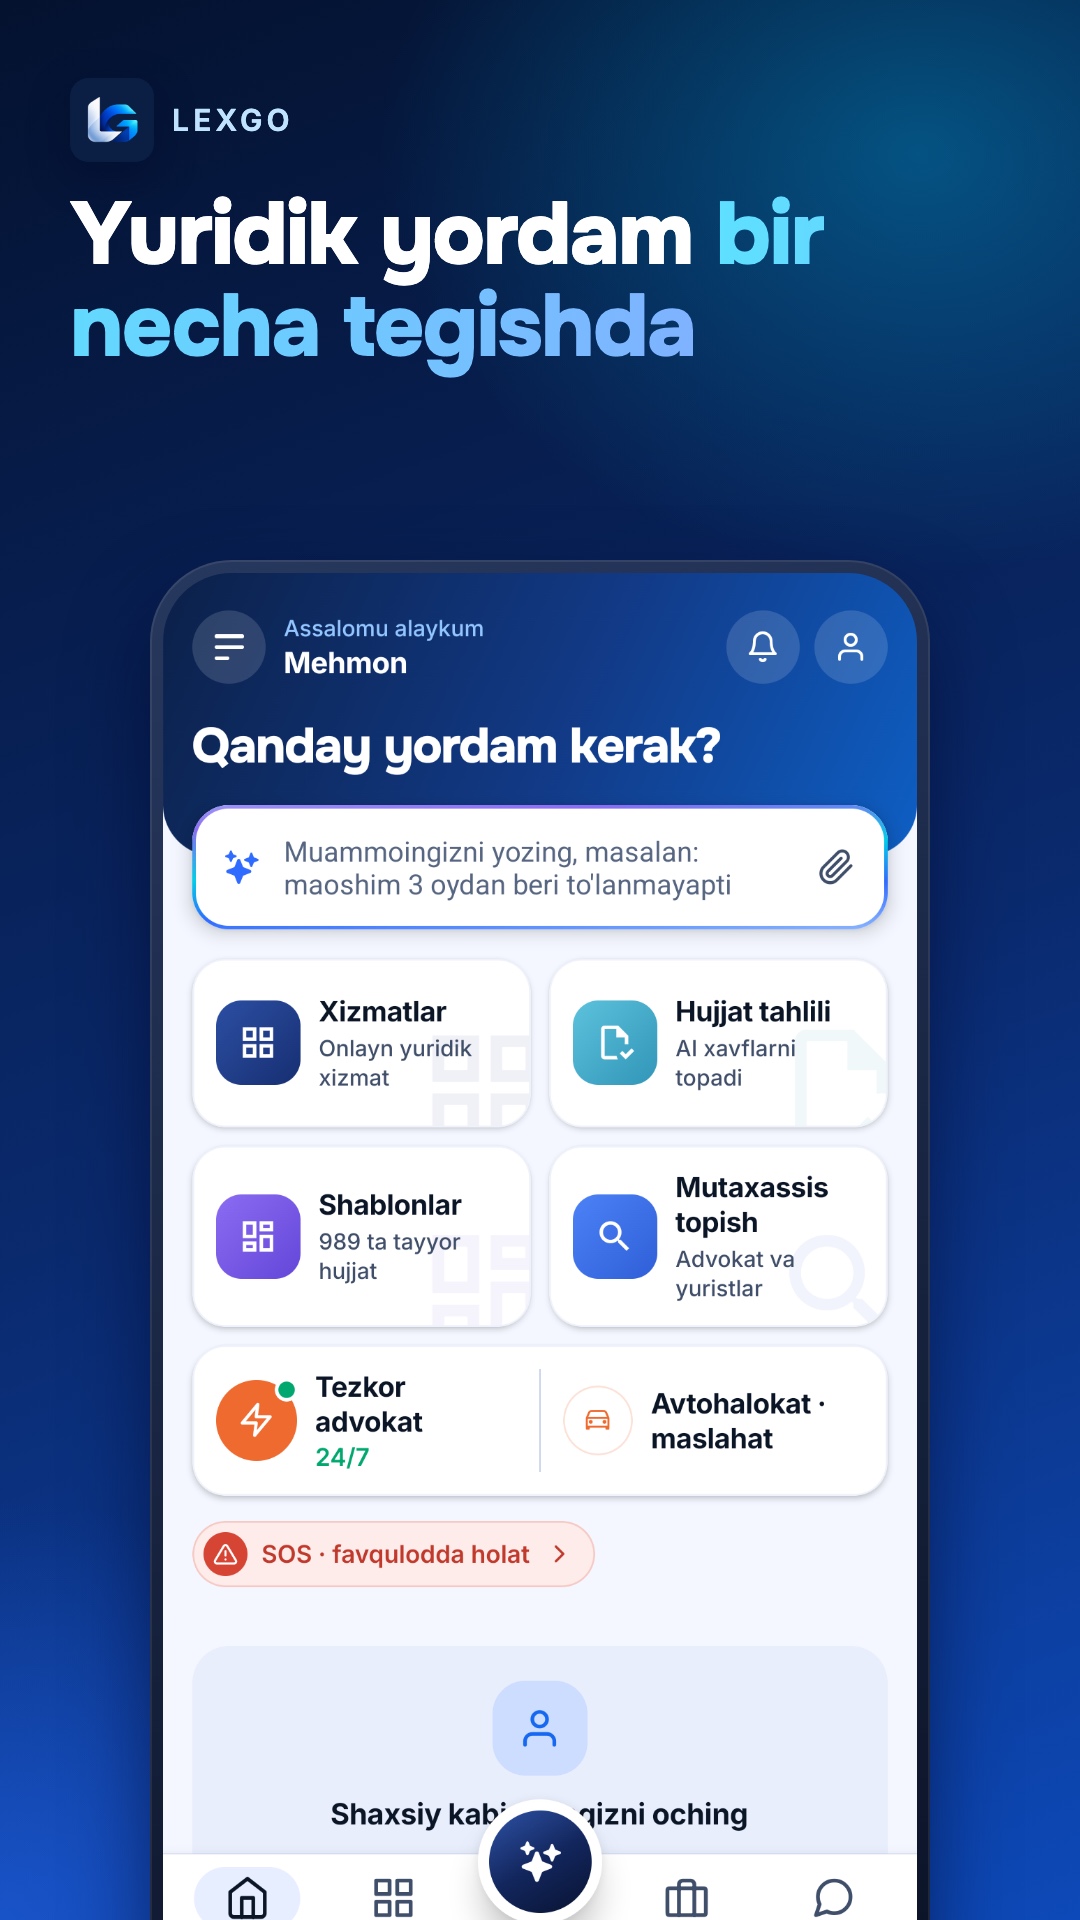 LEXGO
Yuridik yordam bir
necha tegishda
Assalomu alaykum
Mehmon
Qanday yordam kerak?
Muammoingizni yozing, masalan:
maoshim 3 oydan beri to'lanmayapti
Xizmatlar
Onlayn yuridik
xizmat
Hujjat tahlili
AI xavflarni
topadi
Shablonlar
989 ta tayyor
hujjat
Mutaxassis
topish
Advokat va
yuristlar
Tezkor
advokat
24/7
Avtohalokat ·
maslahat
SOS · favqulodda holat
Shaxsiy oching